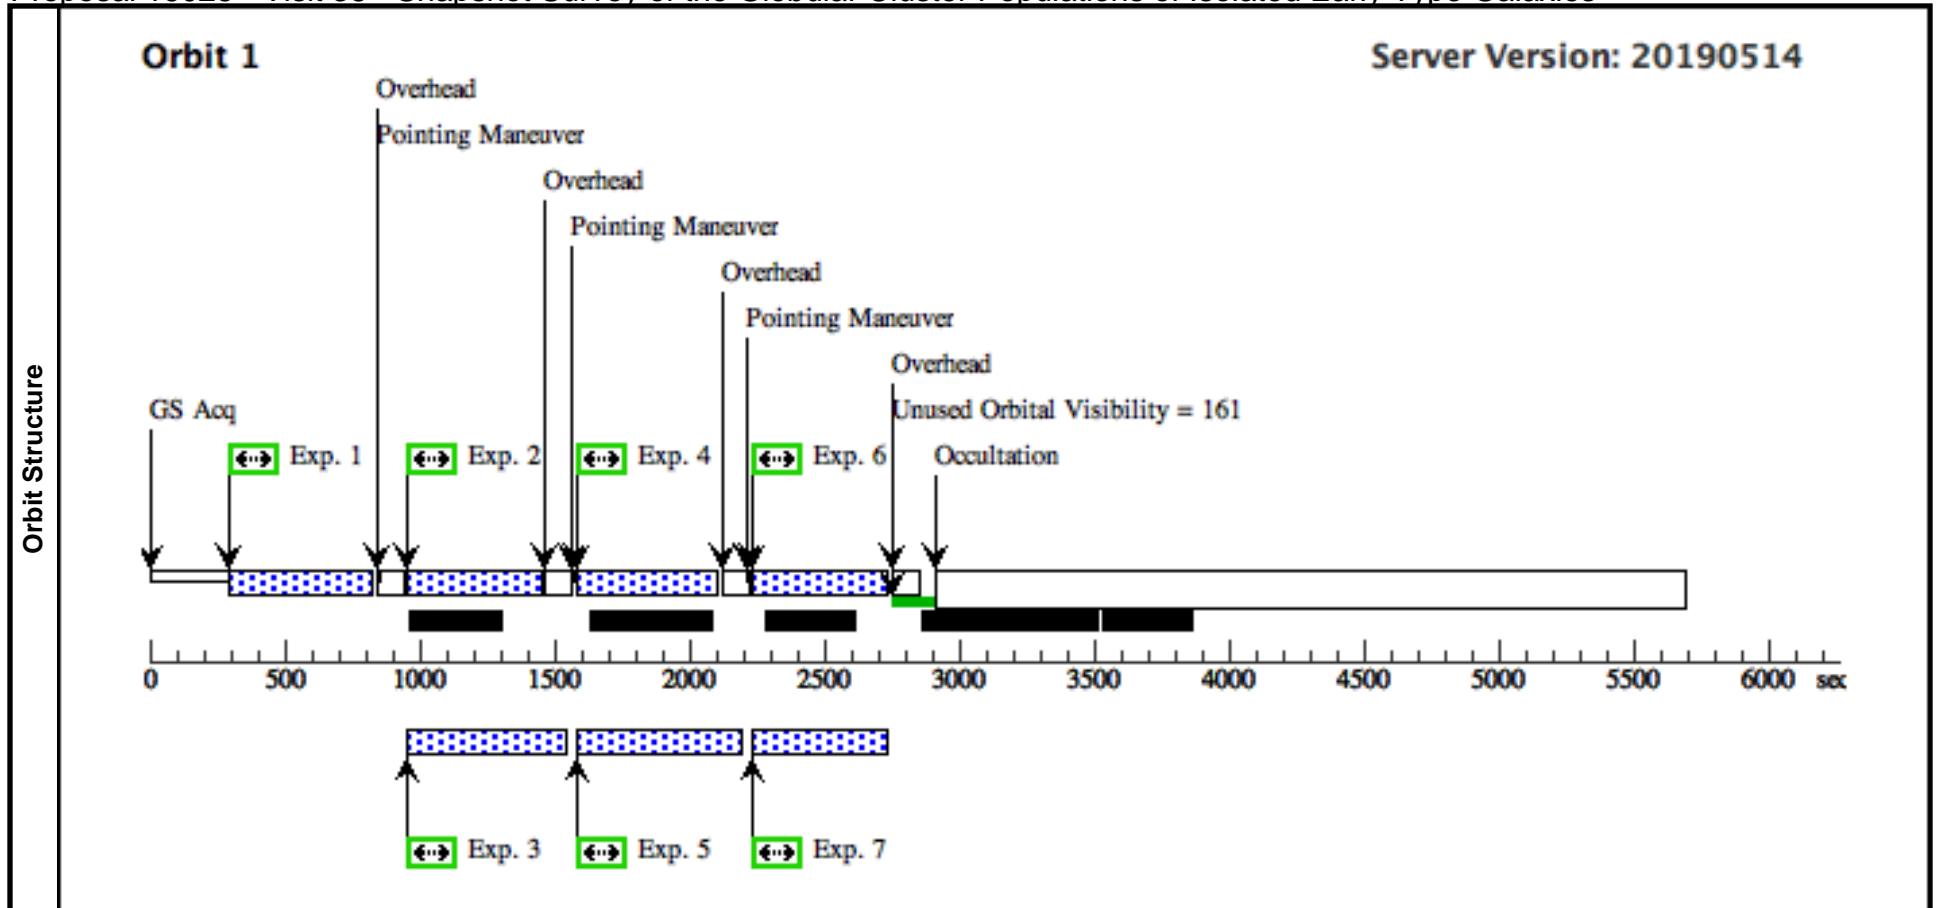 Orbit 1
Server Version: 20190514
Overhead
Pointing Maneuver
Overhead
Pointing Maneuver
Overhead
Pointing Maneuver
Overhead
GS Acq
Unused Orbital Visibility = 161
Exp. 1
Exp. 2
Exp. 4
Exp. 6
Occultation
Orbit Structure
0 500 1000 1500 2000 2500 3000 3500 4000 4500 5000 5500 6000 sec
Exp. 3
Exp. 5
Exp. 7